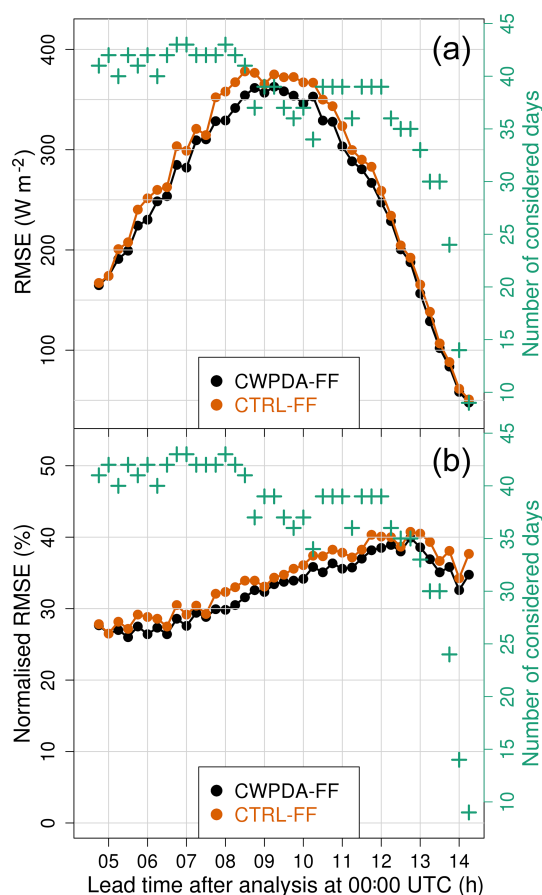 (a)
400
300
200
100
RMSE (W m⁻²)
45
40
35
30
25
20
15
10
Number of considered days
CWPDA-FF
CTRL-FF
(b)
50
40
30
20
10
0
Normalised RMSE (%)
45
40
35
30
25
20
15
10
Number of considered days
CWPDA-FF
CTRL-FF
05 06 07 08 09 10 11 12 13 14
Lead time after analysis at 00:00 UTC (h)